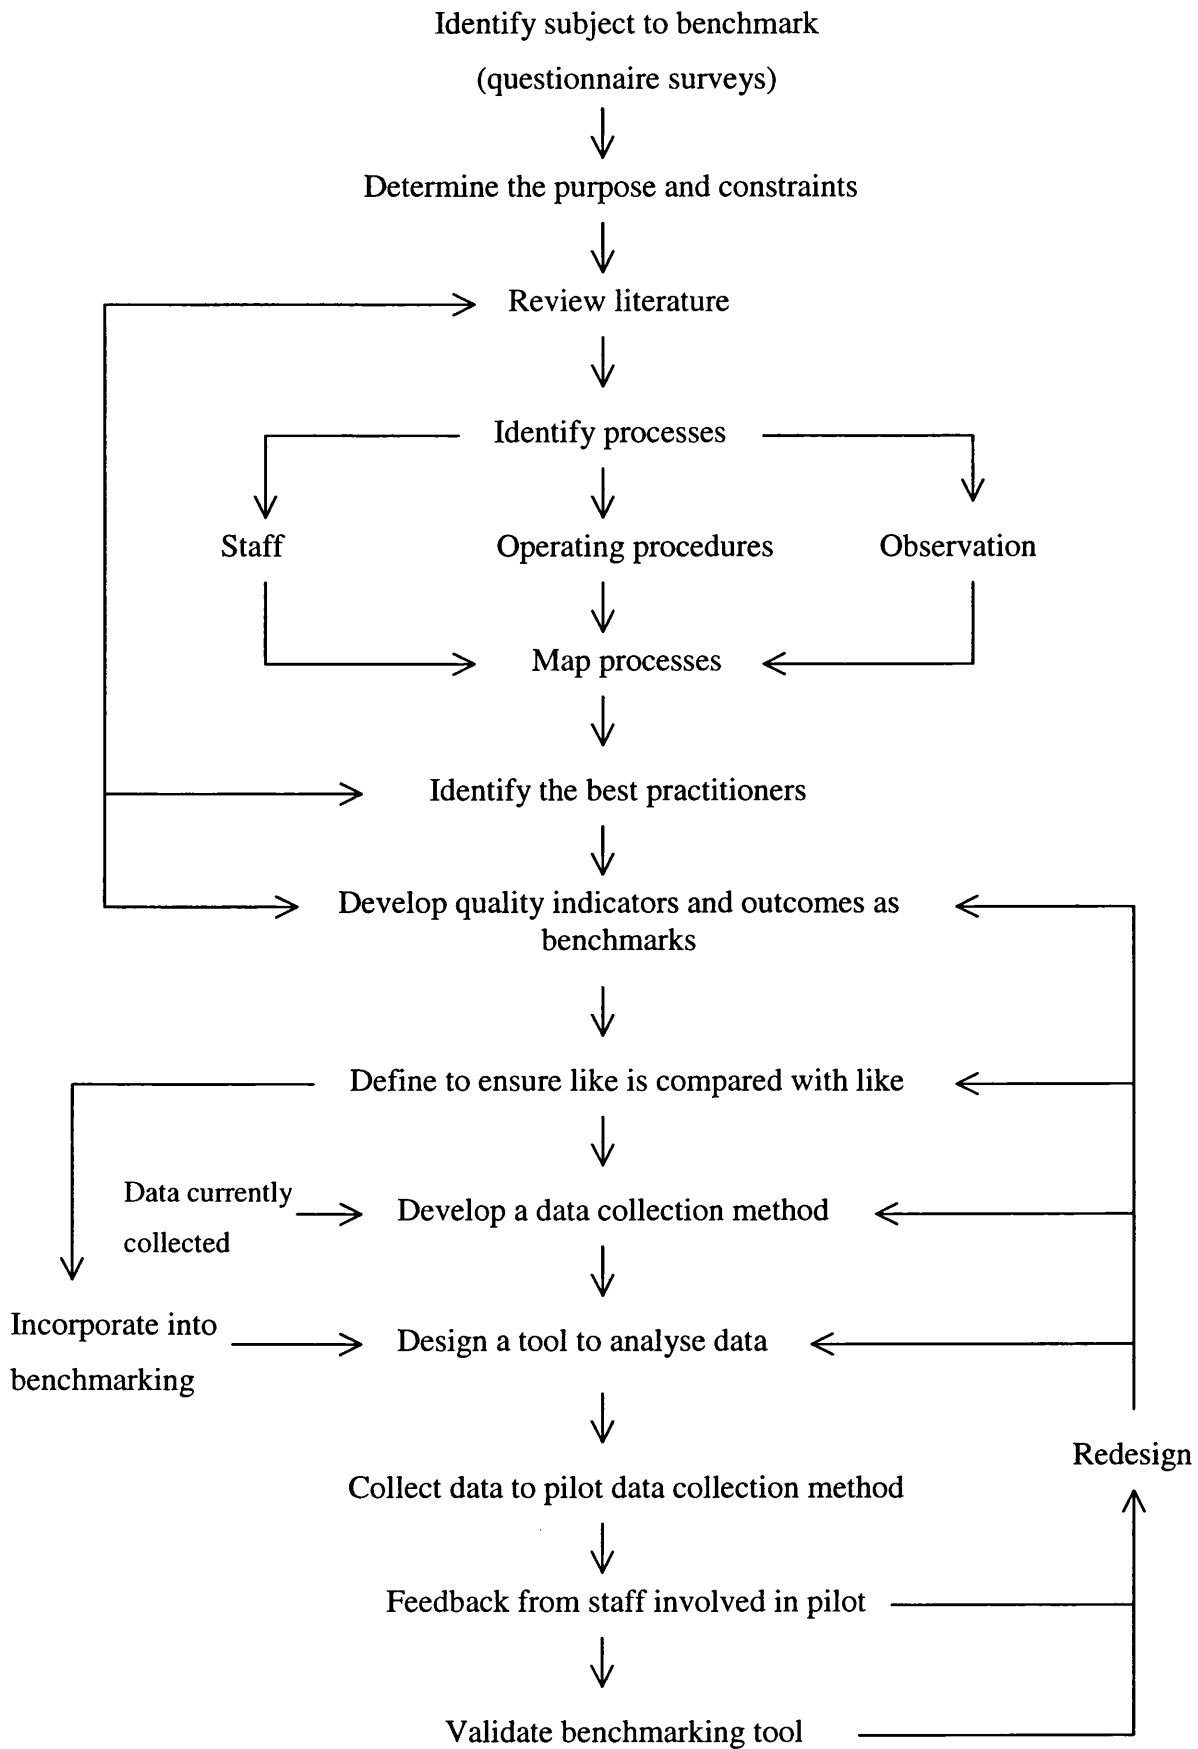 Identify subject to benchmark
(questionnaire surveys)
Determine the purpose and constraints
Review literature
Identify processes
Staff
Operating procedures
Observation
Map processes
Identify the best practitioners
Develop quality indicators and outcomes as
benchmarks
Define to ensure like is compared with like
Data currently
collected
Develop a data collection method
Incorporate into
benchmarking
Design a tool to analyse data
Redesign
Collect data to pilot data collection method
Feedback from staff involved in pilot
Validate benchmarking tool